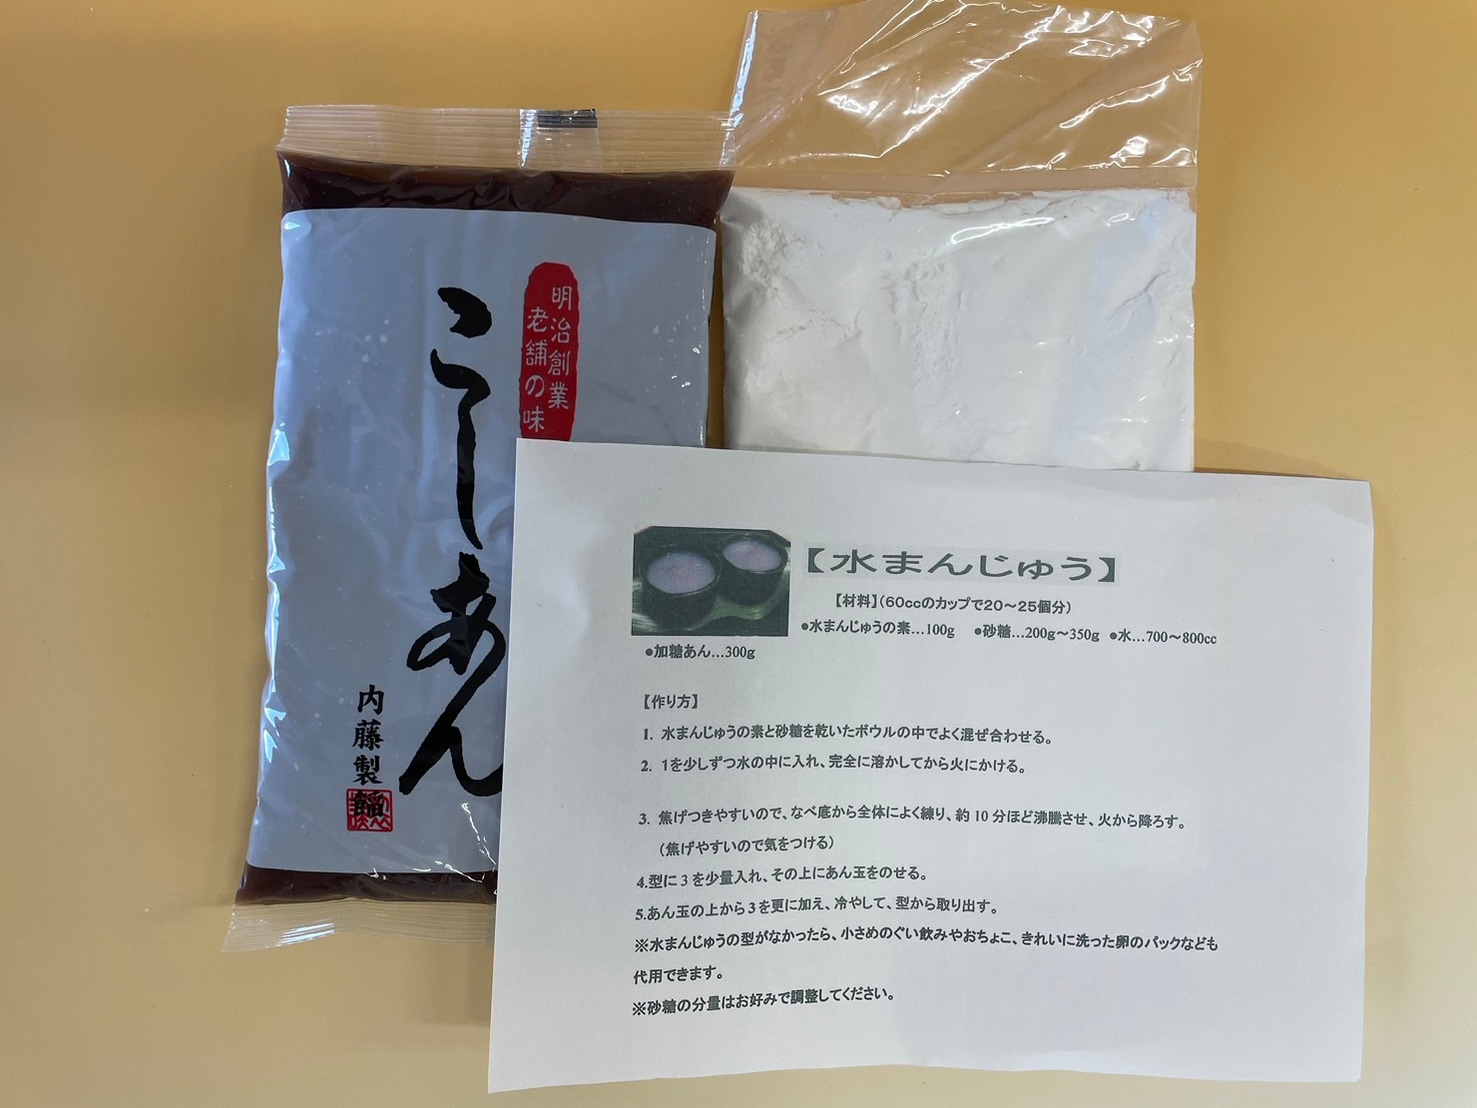 明治創業
老舗の味
こしあん
内藤製餡
【水まんじゅう】
【材料】(60ccのカップで20~25個分)
●水まんじゅうの素…100g ●砂糖…200g~350g ●水…700~800cc
●加糖あん…300g
【作り方】
1. 水まんじゅうの素と砂糖を乾いたボウルの中でよく混ぜ合わせる。
2. 1を少しずつ水の中に入れ、完全に溶かしてから火にかける。
3. 焦げつきやすいので、なべ底から全体によく練り、約10分ほど沸騰させ、火から降ろす。
(焦げやすいので気をつける)
4.型に3を少量入れ、その上にあん玉をのせる。
5.あん玉の上から3を更に加え、冷やして、型から取り出す。
※水まんじゅうの型がなかったら、小さめのぐい飲みやおちょこ、きれいに洗った卵のパックなども
代用できます。
※砂糖の分量はお好みで調整してください。